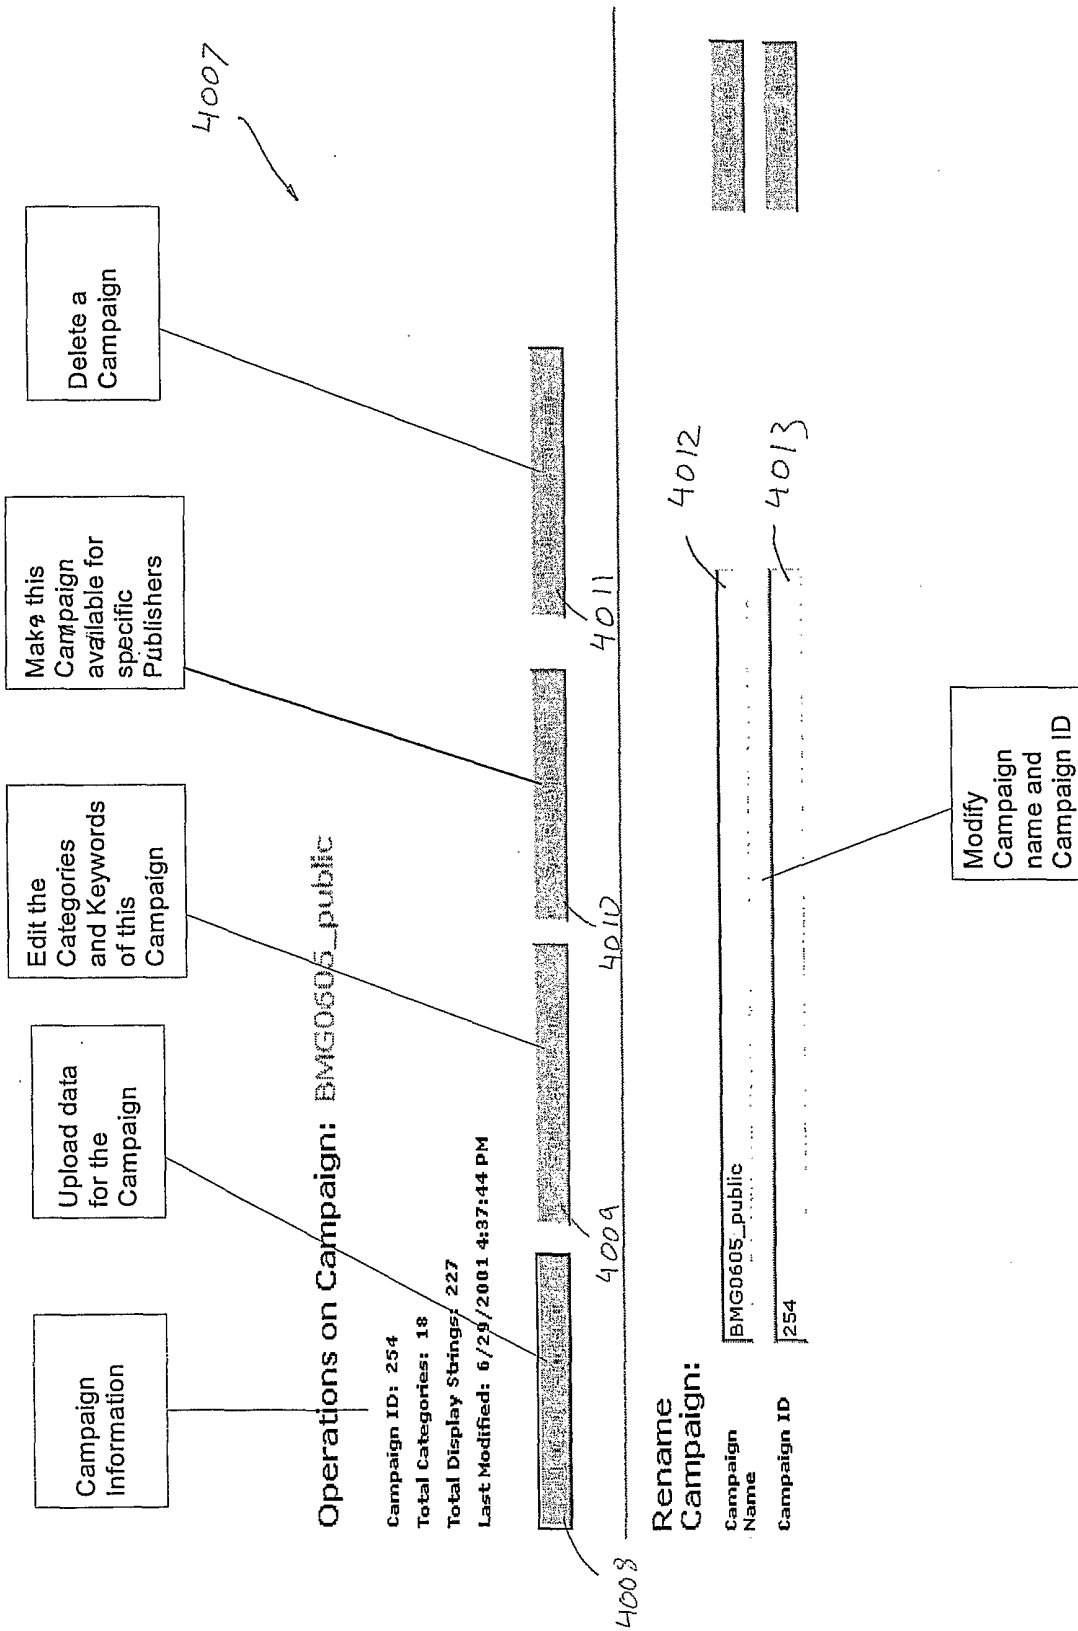 Campaign
Information
Upload data
for the
Campaign
Edit the
Categories
and Keywords
of this
Campaign
Make this
Campaign
available for
specific
Publishers
Delete a
Campaign
4007
Operations on Campaign: BMG0605_public
Campaign ID: 254
Total Categories: 18
Total Display Strings: 227
Last Modified: 6/29/2001 4:37:44 PM
4008
4009
4010
4011
Rename
Campaign:
Campaign
Name
BMG0605_public
4012
Campaign ID
254
4013
Modify
Campaign
name and
Campaign ID